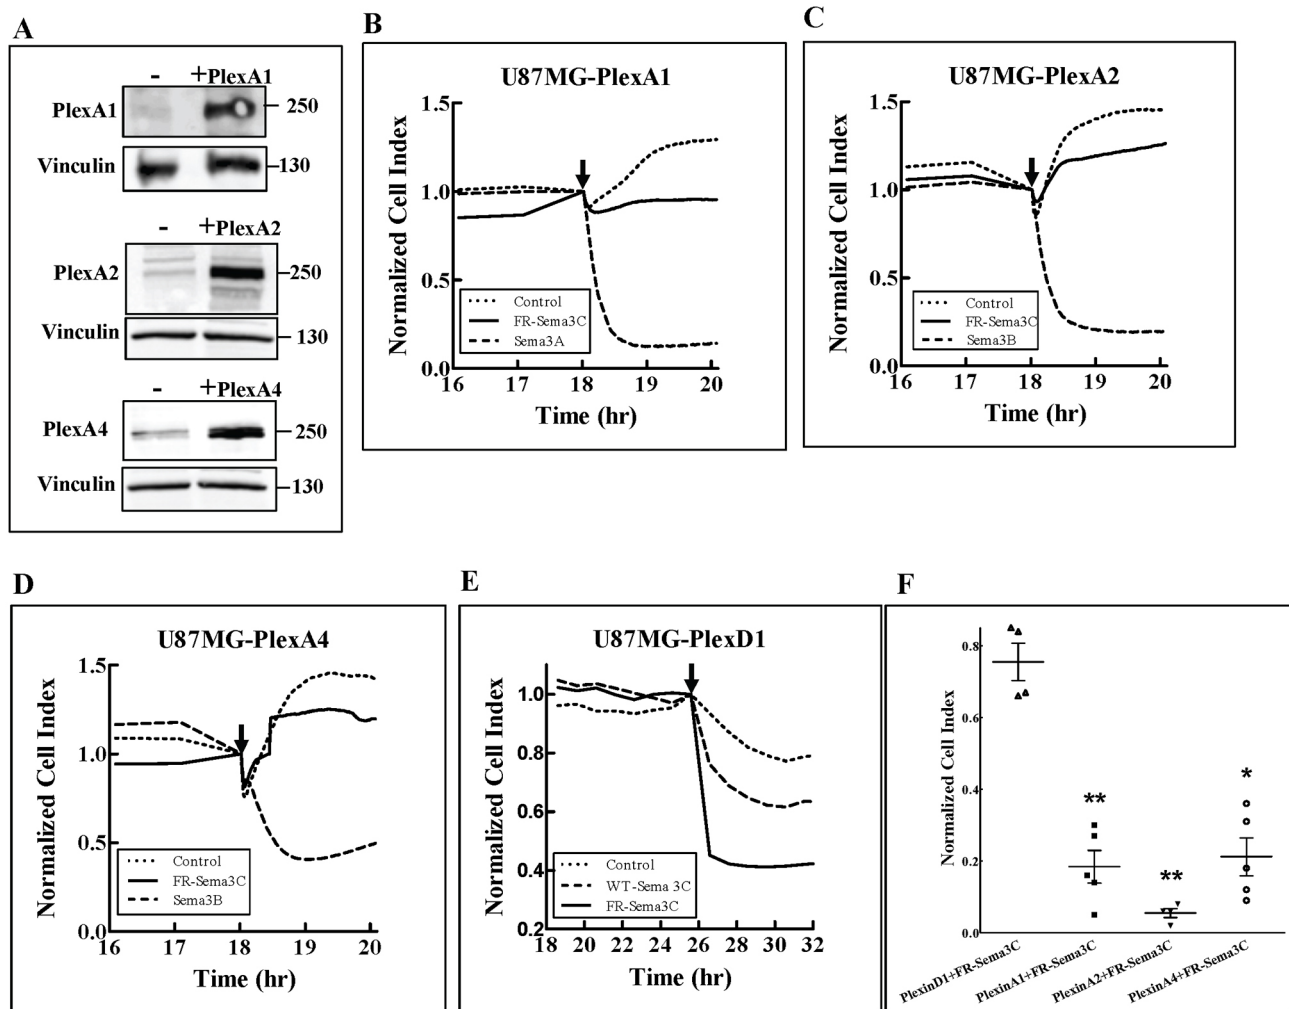 A
- +PlexA1
PlexA1
250
Vinculin
130
- +PlexA2
PlexA2
250
Vinculin
130
- +PlexA4
PlexA4
250
Vinculin
130
B
U87MG-PlexA1
Normalized Cell Index
1.5
1.0
0.5
0.0
Control
FR-Sema3C
Sema3A
16 17 18 19 20
Time (hr)
C
U87MG-PlexA2
Normalized Cell Index
1.5
1.0
0.5
0.0
Control
FR-Sema3C
Sema3B
16 17 18 19 20
Time (hr)
D
U87MG-PlexA4
Normalized Cell Index
1.5
1.0
0.5
0.0
Control
FR-Sema3C
Sema3B
16 17 18 19 20
Time (hr)
E
U87MG-PlexD1
Normalized Cell Index
1.0
0.8
0.6
0.4
0.2
Control
WT-Sema 3C
FR-Sema3C
18 20 22 24 26 28 30 32
Time (hr)
F
Normalized Cell Index
0.8
0.6
0.4
0.2
0.0
**
**
*
PlexinD1+FR-Sema3C
PlexinA1+FR-Sema3C
PlexinA2+FR-Sema3C
PlexinA4+FR-Sema3C